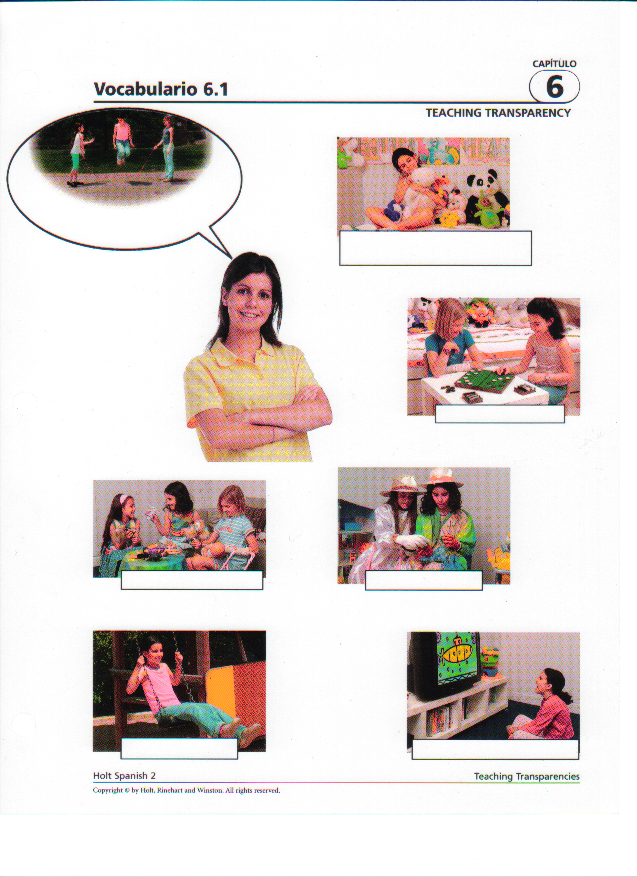 CAPÍTULO
Vocabulario 6.1
6
TEACHING TRANSPARENCY
Holt Spanish 2
Teaching Transparencies
Copyright © by Holt, Rinehart and Winston. All rights reserved.